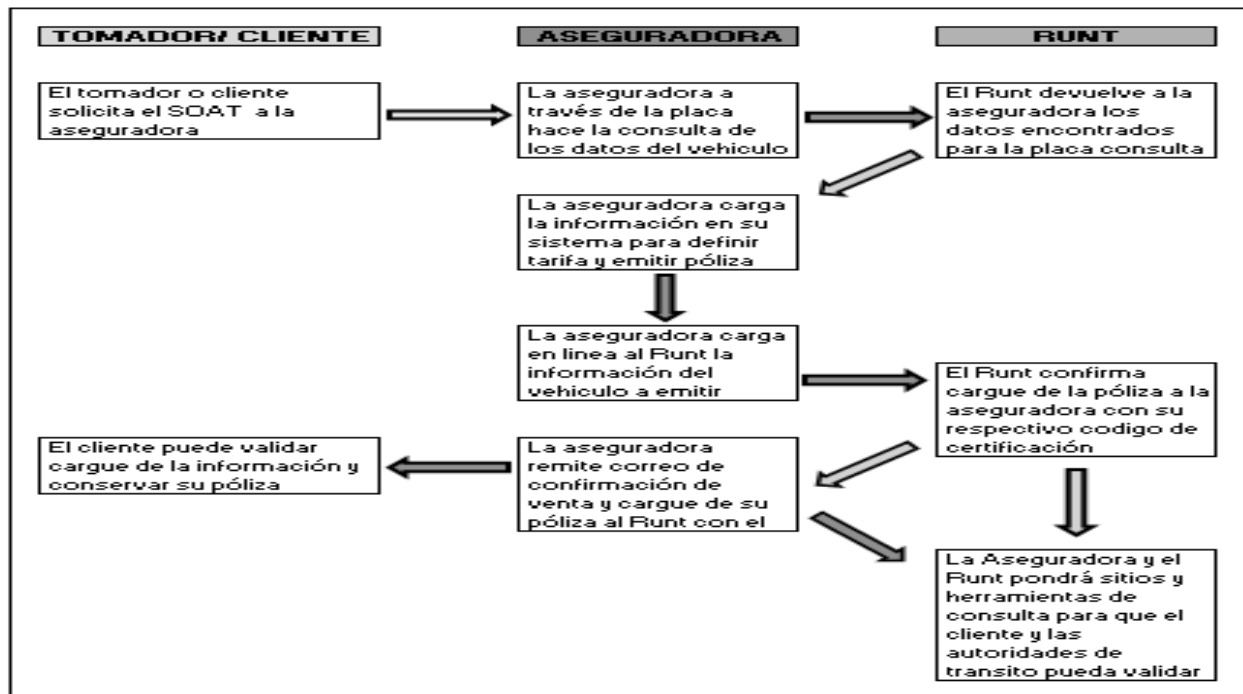 TOMADOR/ CLIENTE
ASEGURADORA
RUNT
El tomador o cliente
solicita el SOAT a la
aseguradora
La aseguradora a
través de la placa
hace la consulta de
los datos del vehiculo
El Runt devuelve a la
aseguradora los
datos encontrados
para la placa consulta
La aseguradora carga
la información en su
sistema para definir
tarifa y emitir póliza
La aseguradora carga
en linea al Runt la
información del
vehiculo a emitir
El Runt confirma
cargue de la póliza a la
aseguradora con su
respectivo codigo de
certificación
El cliente puede validar
cargue de la información y
conservar su póliza
La aseguradora
remite correo de
confirmación de
venta y cargue de su
póliza al Runt con el
La Aseguradora y el
Runt pondrá sitios y
herramientas de
consulta para que el
cliente y las
autoridades de
transito pueda validar